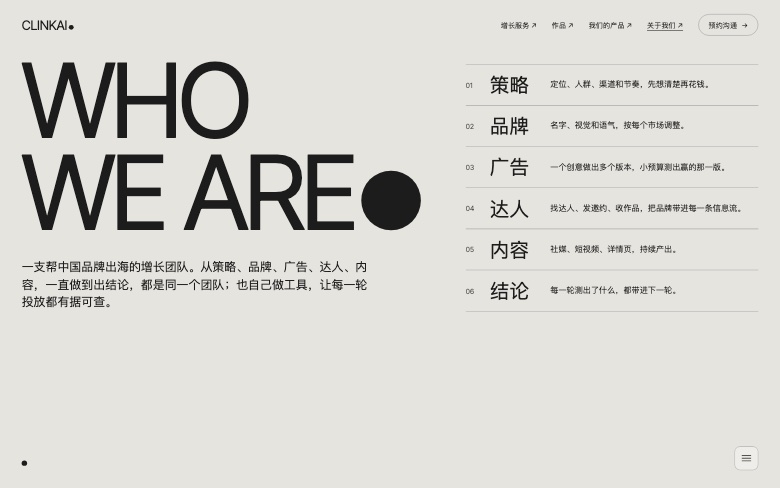 CLINKAI
增长服务 ↗
作品 ↗
我们的产品 ↗
关于我们 ↗
预约沟通 →
WHO
WE ARE
一支帮中国品牌出海的增长团队。从策略、品牌、广告、达人、内
容，一直做到出结论，都是同一个团队；也自己做工具，让每一轮
投放都有据可查。
01 策略 定位、人群、渠道和节奏，先想清楚再花钱。
02 品牌 名字、视觉和语气，按每个市场调整。
03 广告 一个创意做出多个版本，小预算测出赢的那一版。
04 达人 找达人、发邀约、收作品，把品牌带进每一条信息流。
05 内容 社媒、短视频、详情页，持续产出。
06 结论 每一轮测出了什么，都带进下一轮。